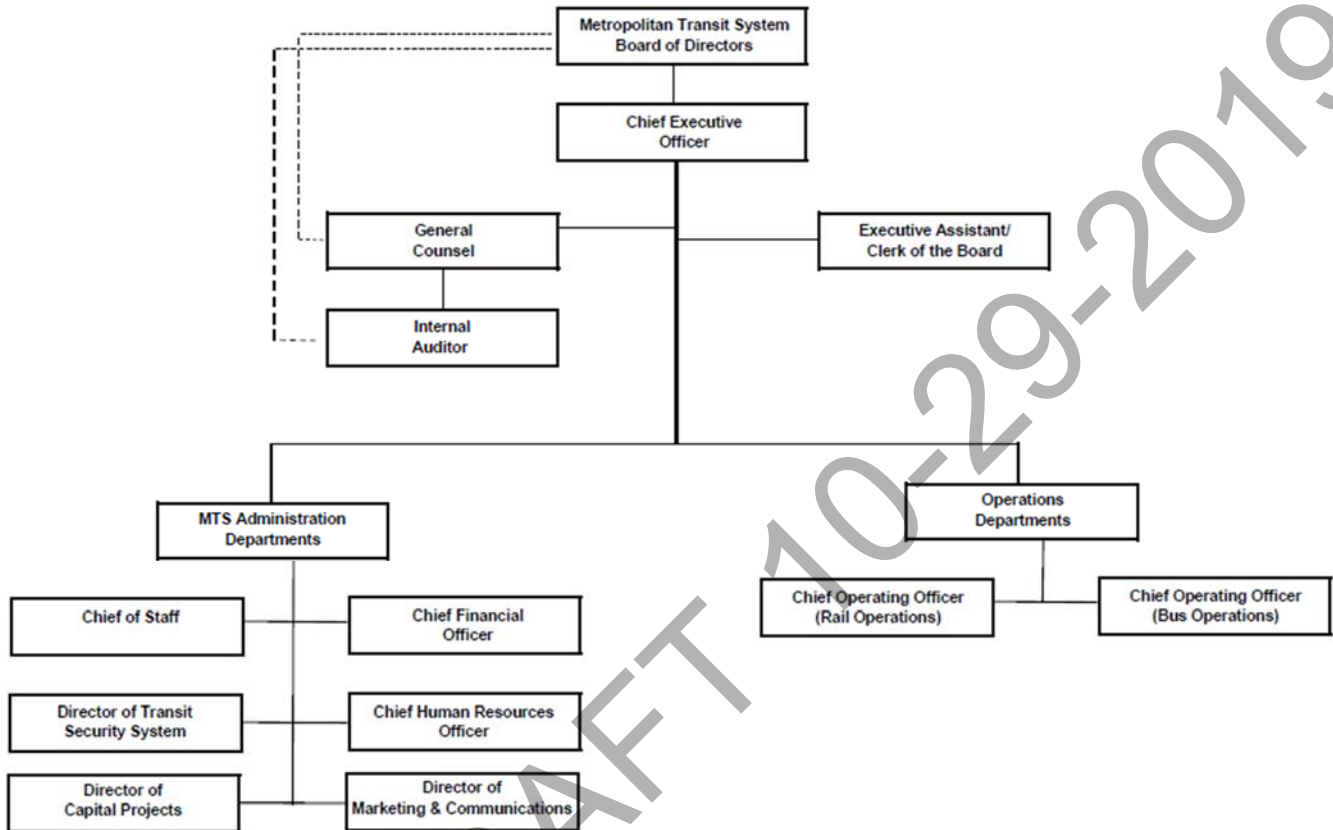 Metropolitan Transit System
Board of Directors
Chief Executive
Officer
General
Counsel
Executive Assistant/
Clerk of the Board
Internal
Auditor
MTS Administration
Departments
Operations
Departments
Chief of Staff
Chief Financial
Officer
Chief Operating Officer
(Rail Operations)
Chief Operating Officer
(Bus Operations)
Director of Transit
Security System
Chief Human Resources
Officer
Director of
Capital Projects
Director of
Marketing & Communications
DRAFT 10-29-2019